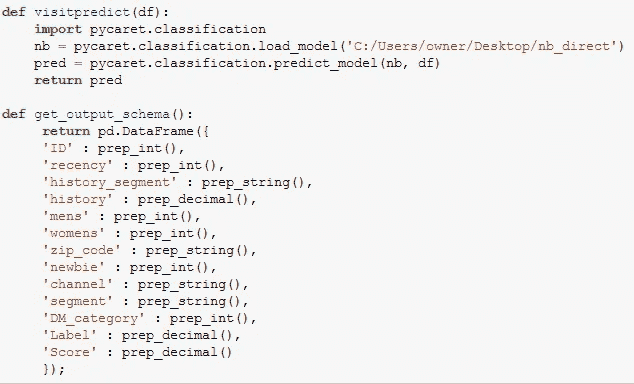 def visitpredict(df):
    import pycaret.classification
    nb = pycaret.classification.load_model('C:/Users/owner/Desktop/nb_direct')
    pred = pycaret.classification.predict_model(nb, df)
    return pred

def get_output_schema():
     return pd.DataFrame({
     'ID' : prep_int(),
     'recency' : prep_int(),
     'history_segment' : prep_string(),
     'history' : prep_decimal(),
     'mens' : prep_int(),
     'womens' : prep_int(),
     'zip_code' : prep_string(),
     'newbie' : prep_int(),
     'channel' : prep_string(),
     'segment' : prep_string(),
     'DM_category' : prep_int(),
     'Label' : prep_decimal(),
     'Score' : prep_decimal()
     });